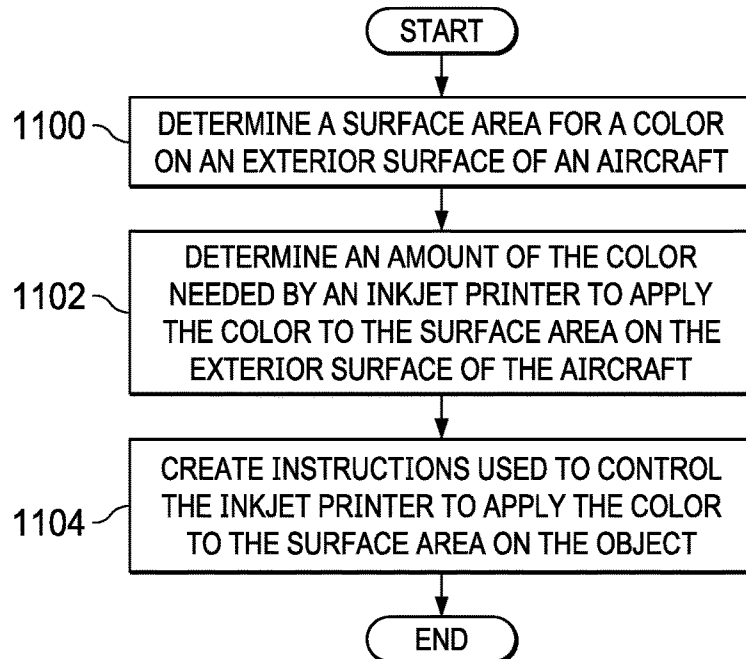 START
1100
DETERMINE A SURFACE AREA FOR A COLOR
ON AN EXTERIOR SURFACE OF AN AIRCRAFT
1102
DETERMINE AN AMOUNT OF THE COLOR
NEEDED BY AN INKJET PRINTER TO APPLY
THE COLOR TO THE SURFACE AREA ON THE
EXTERIOR SURFACE OF THE AIRCRAFT
1104
CREATE INSTRUCTIONS USED TO CONTROL
THE INKJET PRINTER TO APPLY THE COLOR
TO THE SURFACE AREA ON THE OBJECT
END